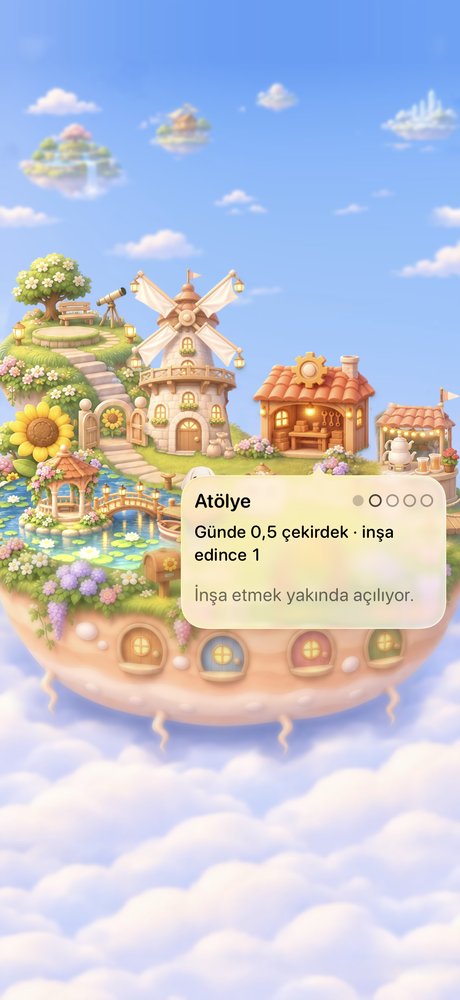 Atölye
Günde 0,5 çekirdek · inşa
edince 1
İnşa etmek yakında açılıyor.